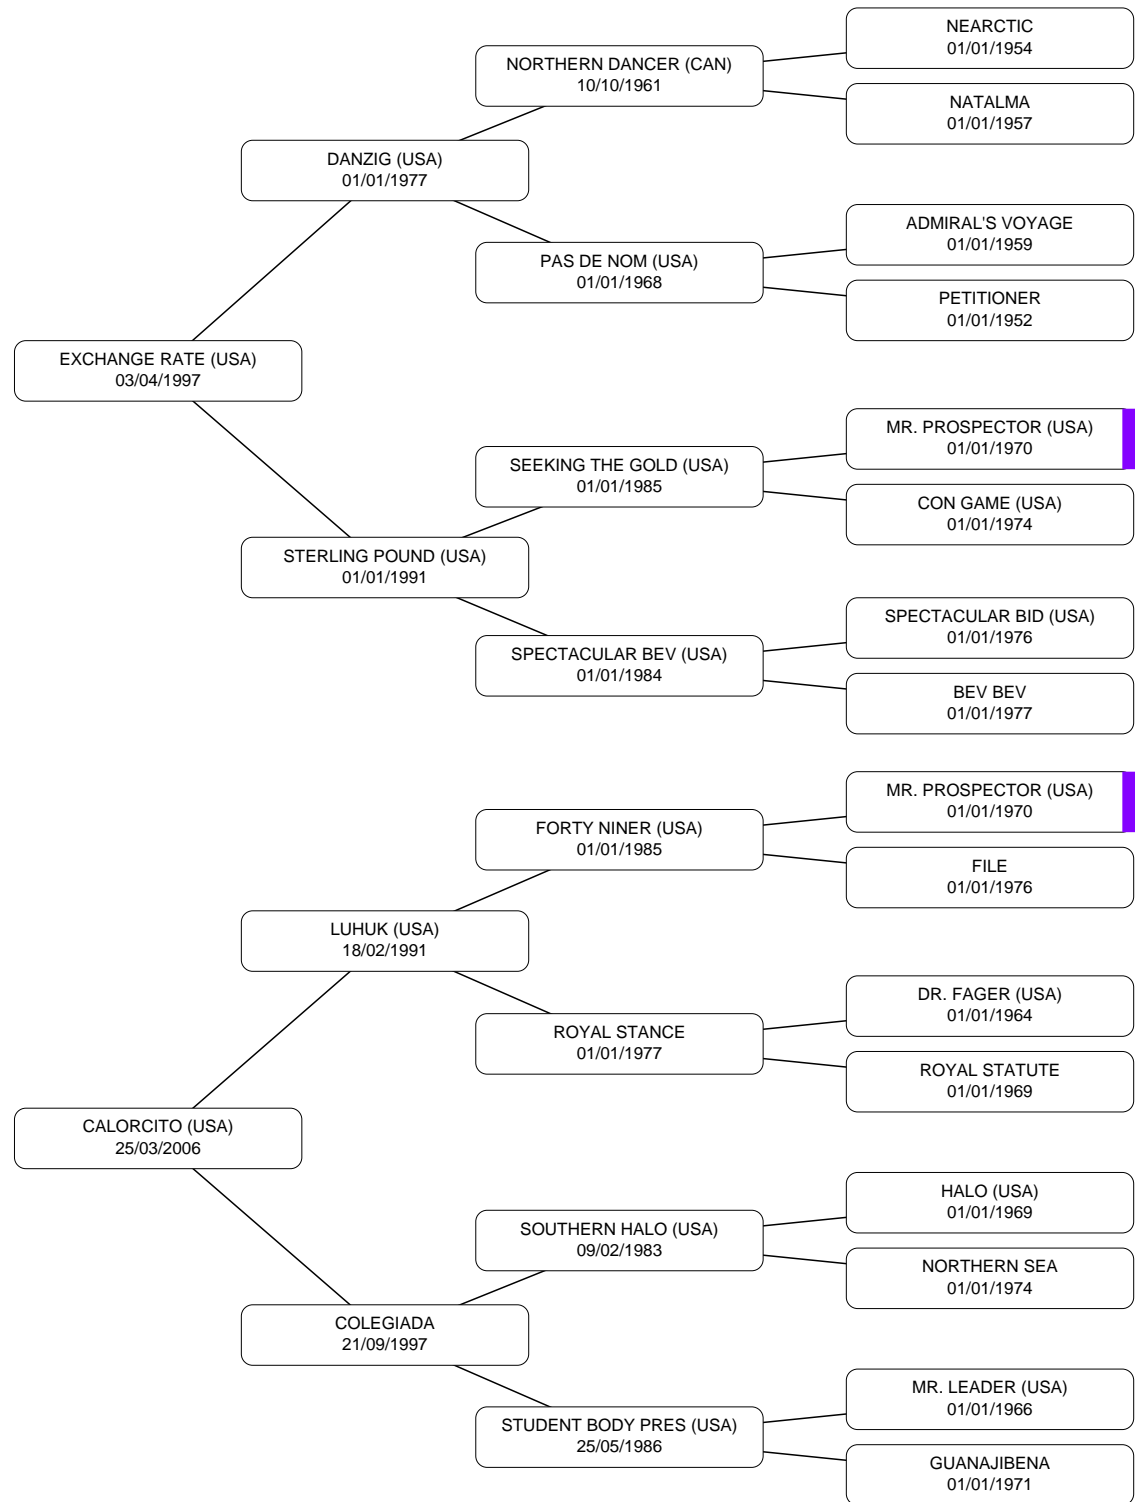 NEARCTIC
01/01/1954
NORTHERN DANCER (CAN)
10/10/1961
NATALMA
01/01/1957
DANZIG (USA)
01/01/1977
ADMIRAL'S VOYAGE
01/01/1959
PAS DE NOM (USA)
01/01/1968
PETITIONER
01/01/1952
EXCHANGE RATE (USA)
03/04/1997
MR. PROSPECTOR (USA)
01/01/1970
SEEKING THE GOLD (USA)
01/01/1985
CON GAME (USA)
01/01/1974
STERLING POUND (USA)
01/01/1991
SPECTACULAR BID (USA)
01/01/1976
SPECTACULAR BEV (USA)
01/01/1984
BEV BEV
01/01/1977
MR. PROSPECTOR (USA)
01/01/1970
FORTY NINER (USA)
01/01/1985
FILE
01/01/1976
LUHUK (USA)
18/02/1991
DR. FAGER (USA)
01/01/1964
ROYAL STANCE
01/01/1977
ROYAL STATUTE
01/01/1969
CALORCITO (USA)
25/03/2006
HALO (USA)
01/01/1969
SOUTHERN HALO (USA)
09/02/1983
NORTHERN SEA
01/01/1974
COLEGIADA
21/09/1997
MR. LEADER (USA)
01/01/1966
STUDENT BODY PRES (USA)
25/05/1986
GUANAJIBENA
01/01/1971